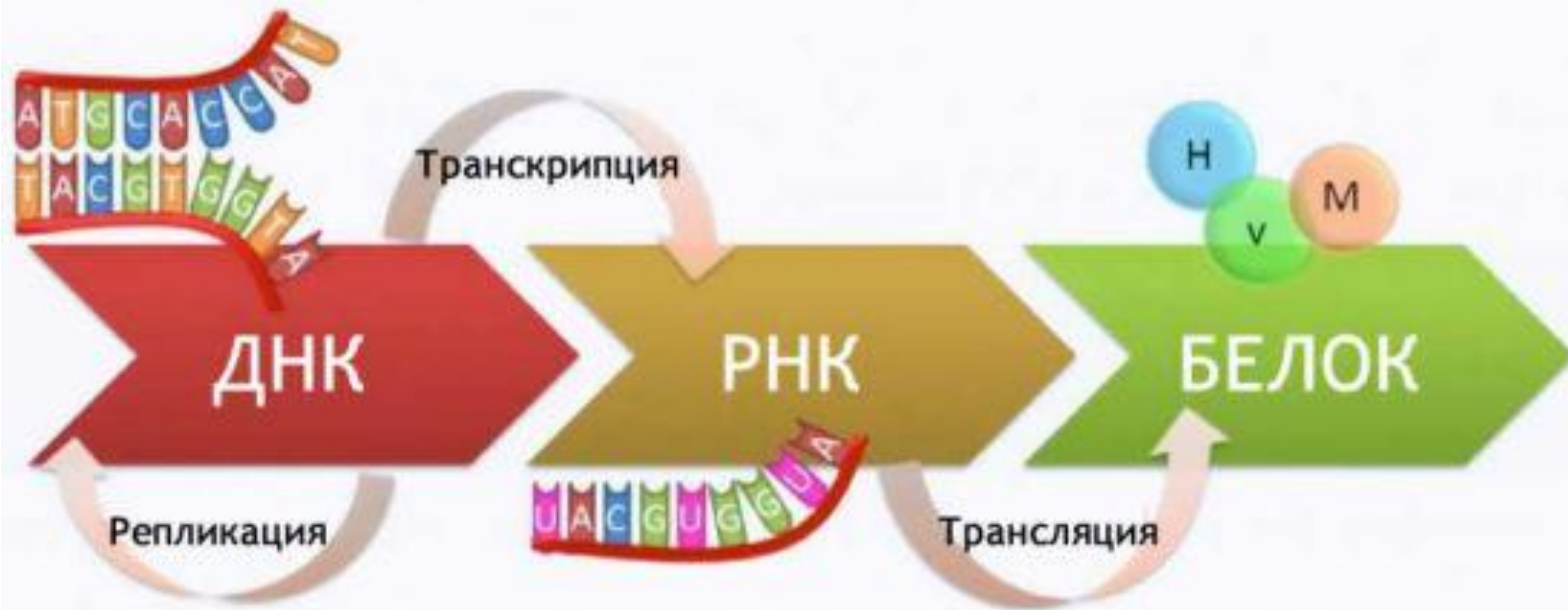 ATGCACCAT
TACGTGGTA
Транскрипция
H
V
M
ДНК
РНК
БЕЛОК
UACGUGGUA
Репликация
Трансляция